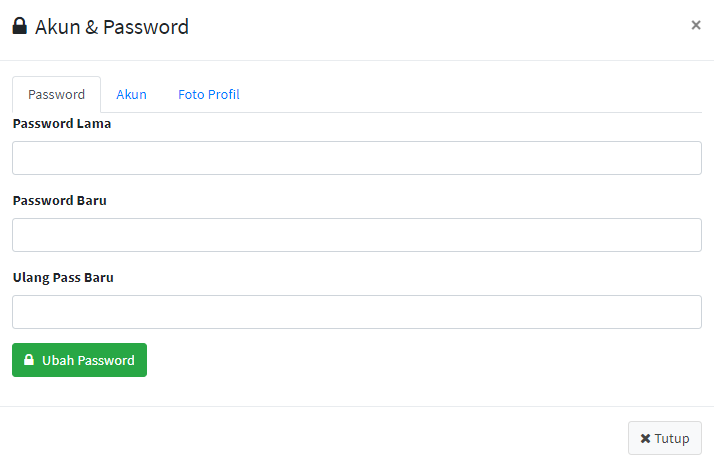 Akun & Password
×
Password Akun Foto Profil
Password Lama
Password Baru
Ulang Pass Baru
Ubah Password
Tutup